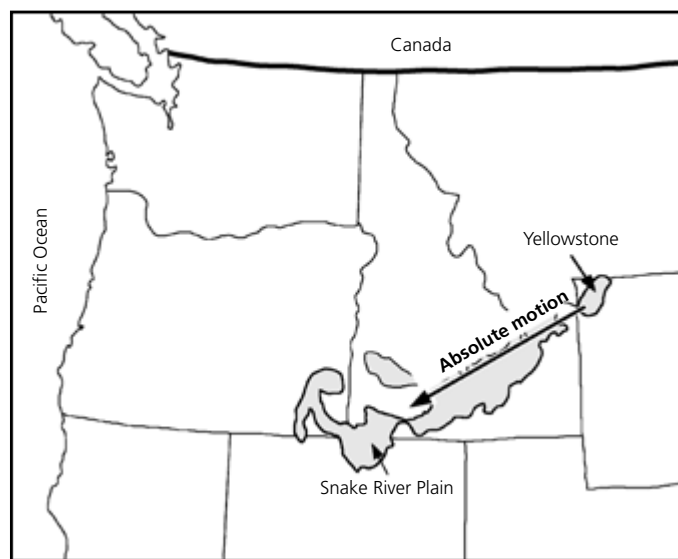 Canada
Pacific Ocean
Yellowstone
Absolute motion
Snake River Plain